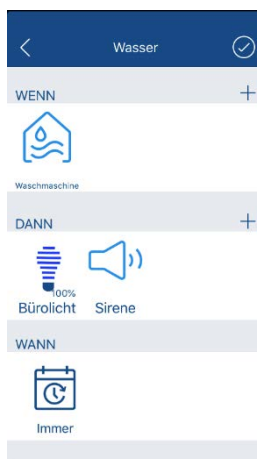 Wasser
WENN
Waschmaschine
DANN
100%
Bürolicht Sirene
WANN
Immer